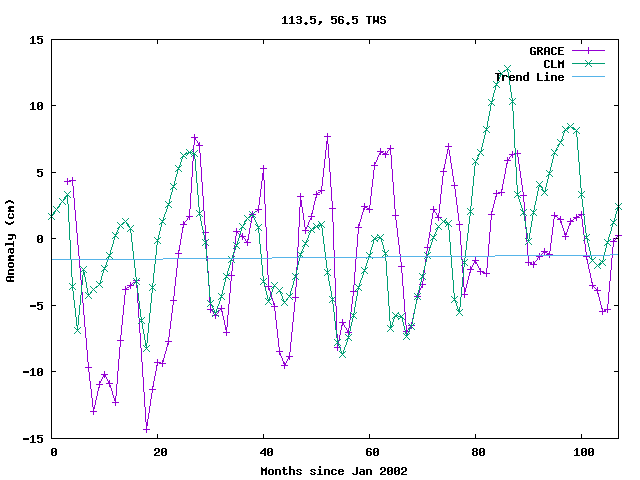 113.5, 56.5 TWS
15
GRACE
CLM
Trend Line
10
5
0
-5
-10
-15
Anomaly (cm)
0 20 40 60 80 100
Months since Jan 2002